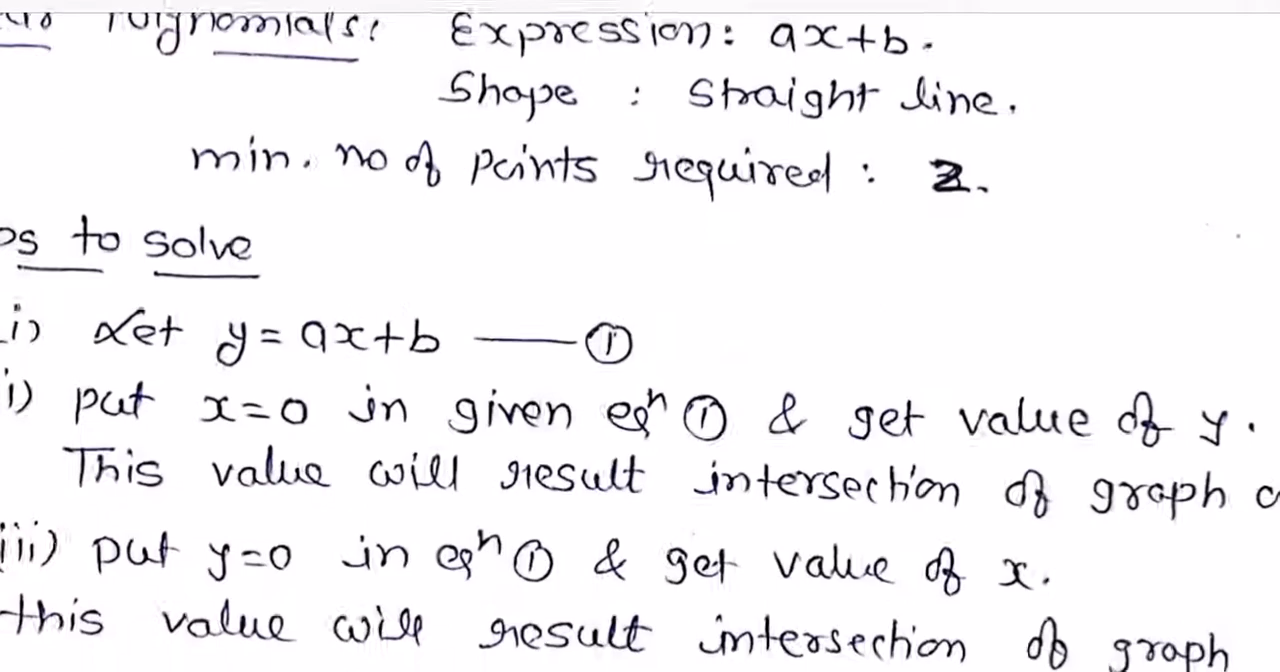 Polynomials: Expression: ax+b.
Shape : Straight line.
min. no of points required : 2.
to solve
i) Let y = ax+b —— ①
i) put x=0 in given eqⁿ ① & get value of y.
This value will result intersection of graph
iii) put y=0 in eqⁿ ① & get value of x.
this value will result intersection of graph